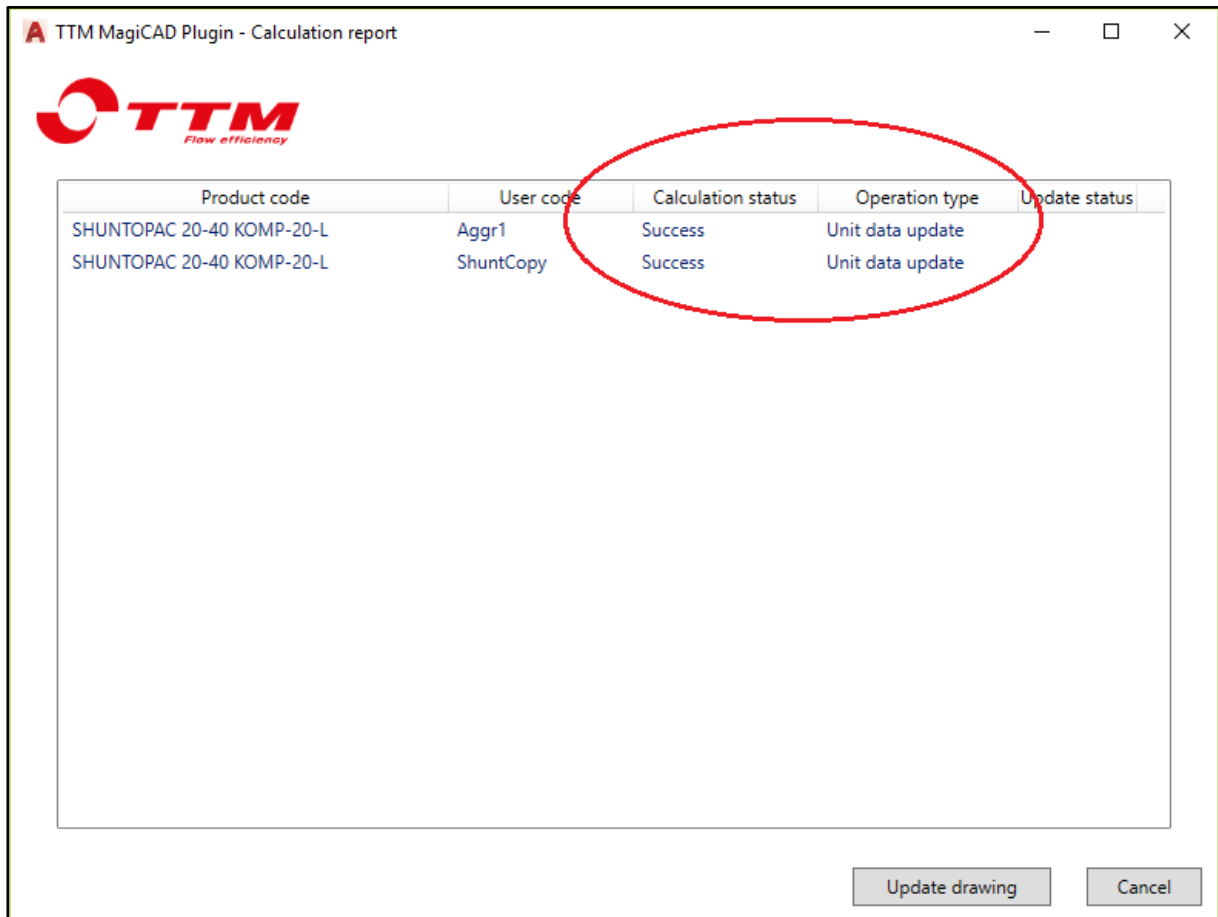 TTM MagiCAD Plugin - Calculation report
TTM
Flow efficiency
Product code User code Calculation status Operation type Update status
SHUNTOPAC 20-40 KOMP-20-L Aggr1 Success Unit data update
SHUNTOPAC 20-40 KOMP-20-L ShuntCopy Success Unit data update
Update drawing Cancel